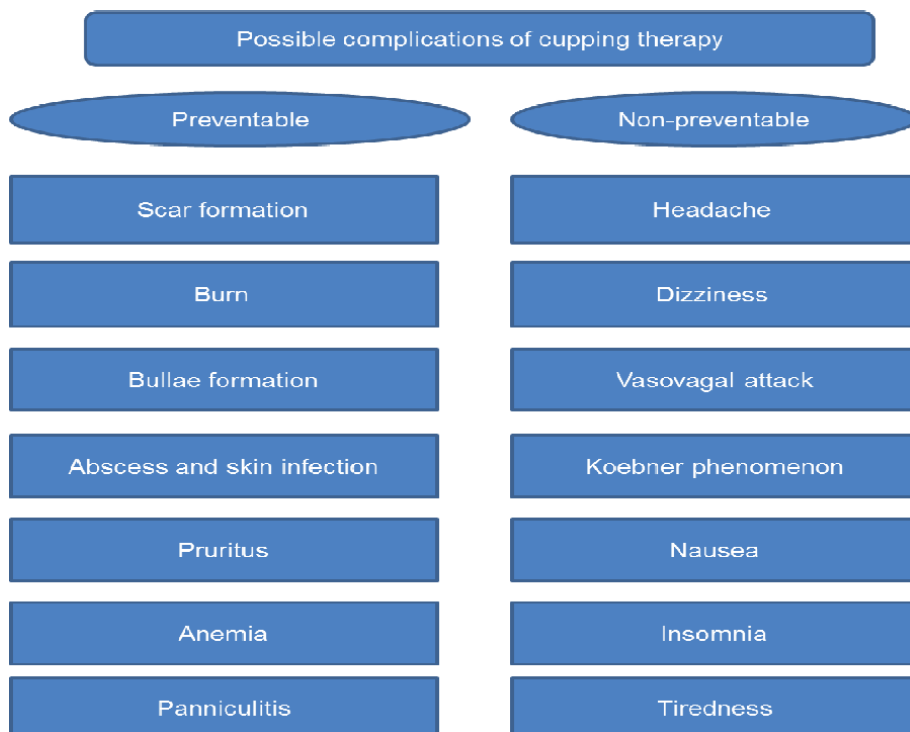 Possible complications of cupping therapy
Preventable
Non-preventable
Scar formation
Headache
Burn
Dizziness
Bullae formation
Vasovagal attack
Abscess and skin infection
Koebner phenomenon
Pruritus
Nausea
Anemia
Insomnia
Panniculitis
Tiredness